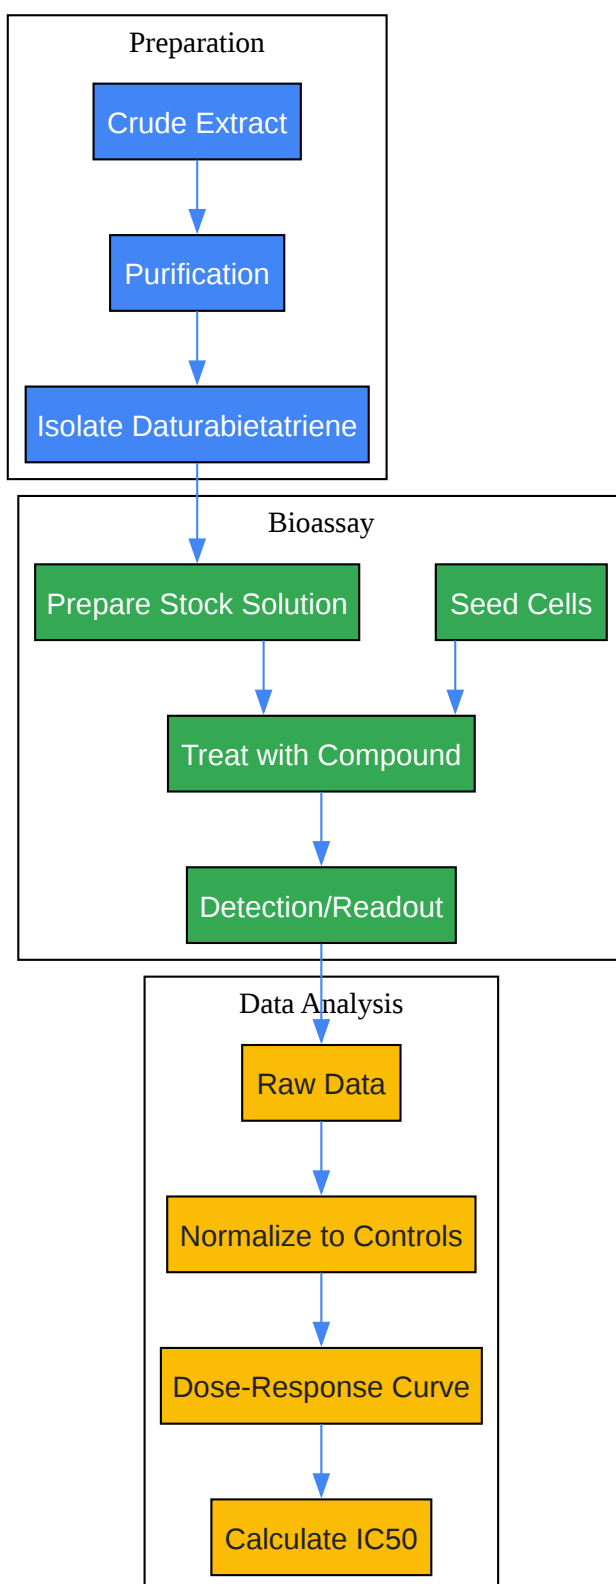 Preparation
Crude Extract
Purification
Isolate Daturabietatriene
Bioassay
Prepare Stock Solution
Seed Cells
Treat with Compound
Detection/Readout
Data Analysis
Raw Data
Normalize to Controls
Dose-Response Curve
Calculate IC50